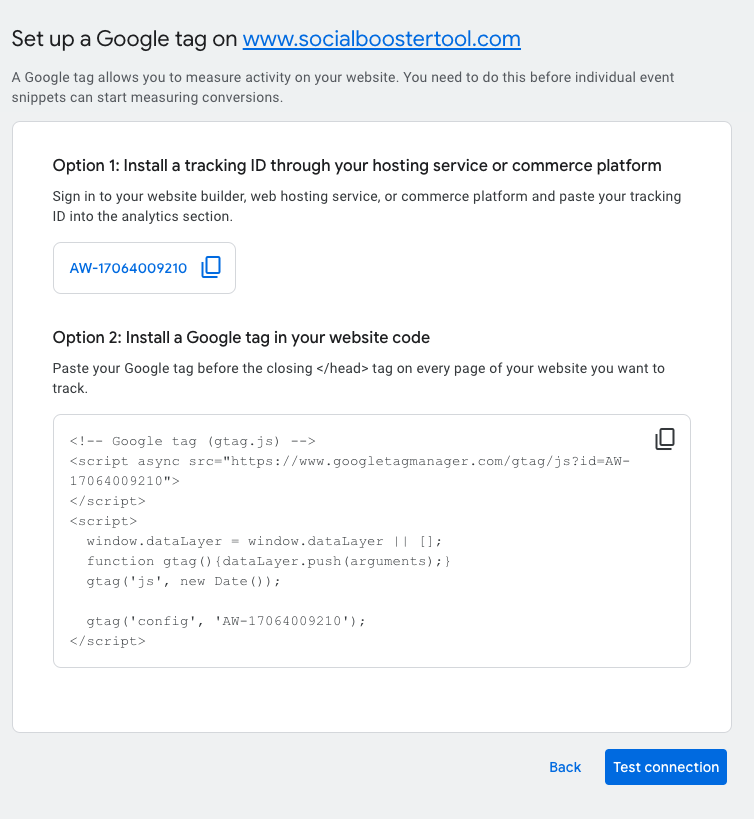 Set up a Google tag on www.socialboostertool.com
A Google tag allows you to measure activity on your website. You need to do this before individual event
snippets can start measuring conversions.
Option 1: Install a tracking ID through your hosting service or commerce platform
Sign in to your website builder, web hosting service, or commerce platform and paste your tracking
ID into the analytics section.
AW-17064009210
Option 2: Install a Google tag in your website code
Paste your Google tag before the closing </head> tag on every page of your website you want to
track.
<!-- Google tag (gtag.js) -->
<script async src="https://www.googletagmanager.com/gtag/js?id=AW-
17064009210">
</script>
<script>
  window.dataLayer = window.dataLayer || [];
  function gtag(){dataLayer.push(arguments);}
  gtag('js', new Date());

  gtag('config', 'AW-17064009210');
</script>
Back
Test connection